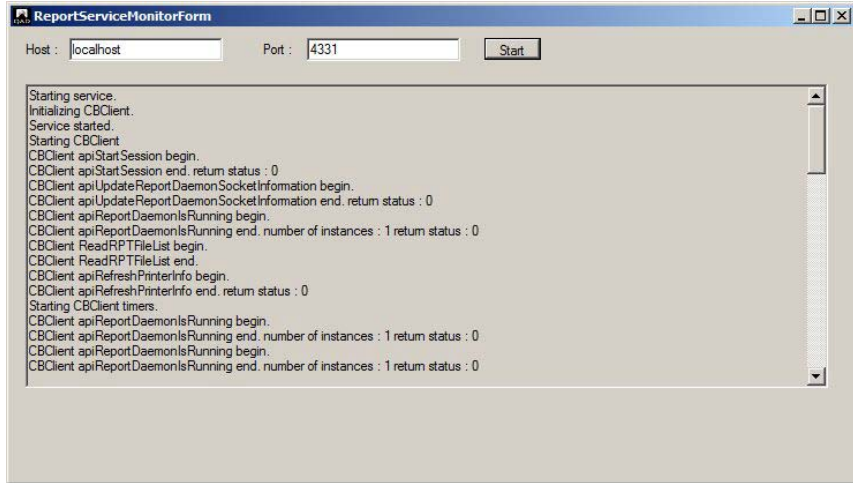 QAD ReportServiceMonitorForm
Host : localhost Port : 4331 Start
Starting service.
Initializing CBClient.
Service started.
Starting CBClient
CBClient apiStartSession begin.
CBClient apiStartSession end. return status : 0
CBClient apiUpdateReportDaemonSocketInformation begin.
CBClient apiUpdateReportDaemonSocketInformation end. return status : 0
CBClient apiReportDaemonIsRunning begin.
CBClient apiReportDaemonIsRunning end. number of instances : 1 return status : 0
CBClient ReadRPTFileList begin.
CBClient ReadRPTFileList end.
CBClient apiRefreshPrinterInfo begin.
CBClient apiRefreshPrinterInfo end. return status : 0
Starting CBClient timers.
CBClient apiReportDaemonIsRunning begin.
CBClient apiReportDaemonIsRunning end. number of instances : 1 return status : 0
CBClient apiReportDaemonIsRunning begin.
CBClient apiReportDaemonIsRunning end. number of instances : 1 return status : 0